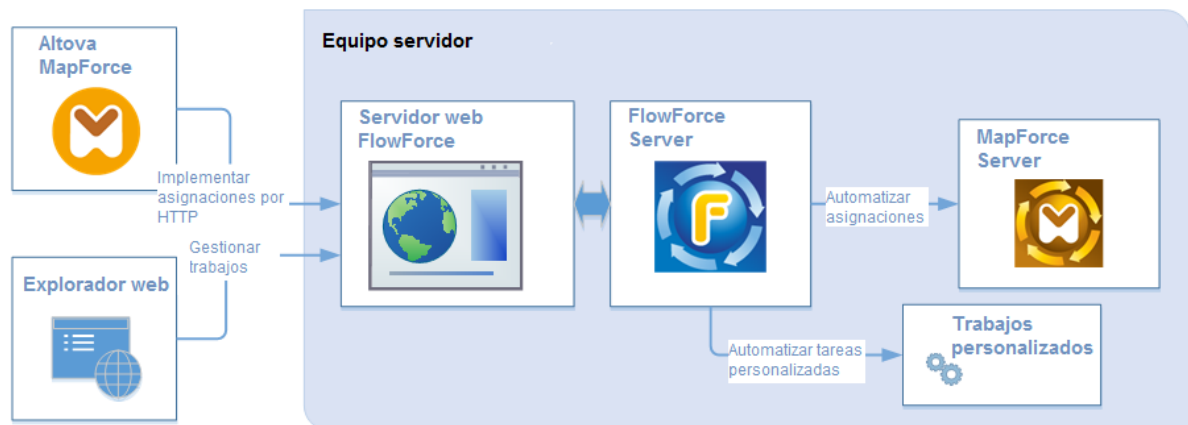 Equipo servidor
Altova
MapForce
Implementar
asignaciones por
HTTP
Explorador web
Gestionar
trabajos
Servidor web
FlowForce
FlowForce
Server
Automatizar
asignaciones
MapForce
Server
Automatizar tareas
personalizadas
Trabajos
personalizados